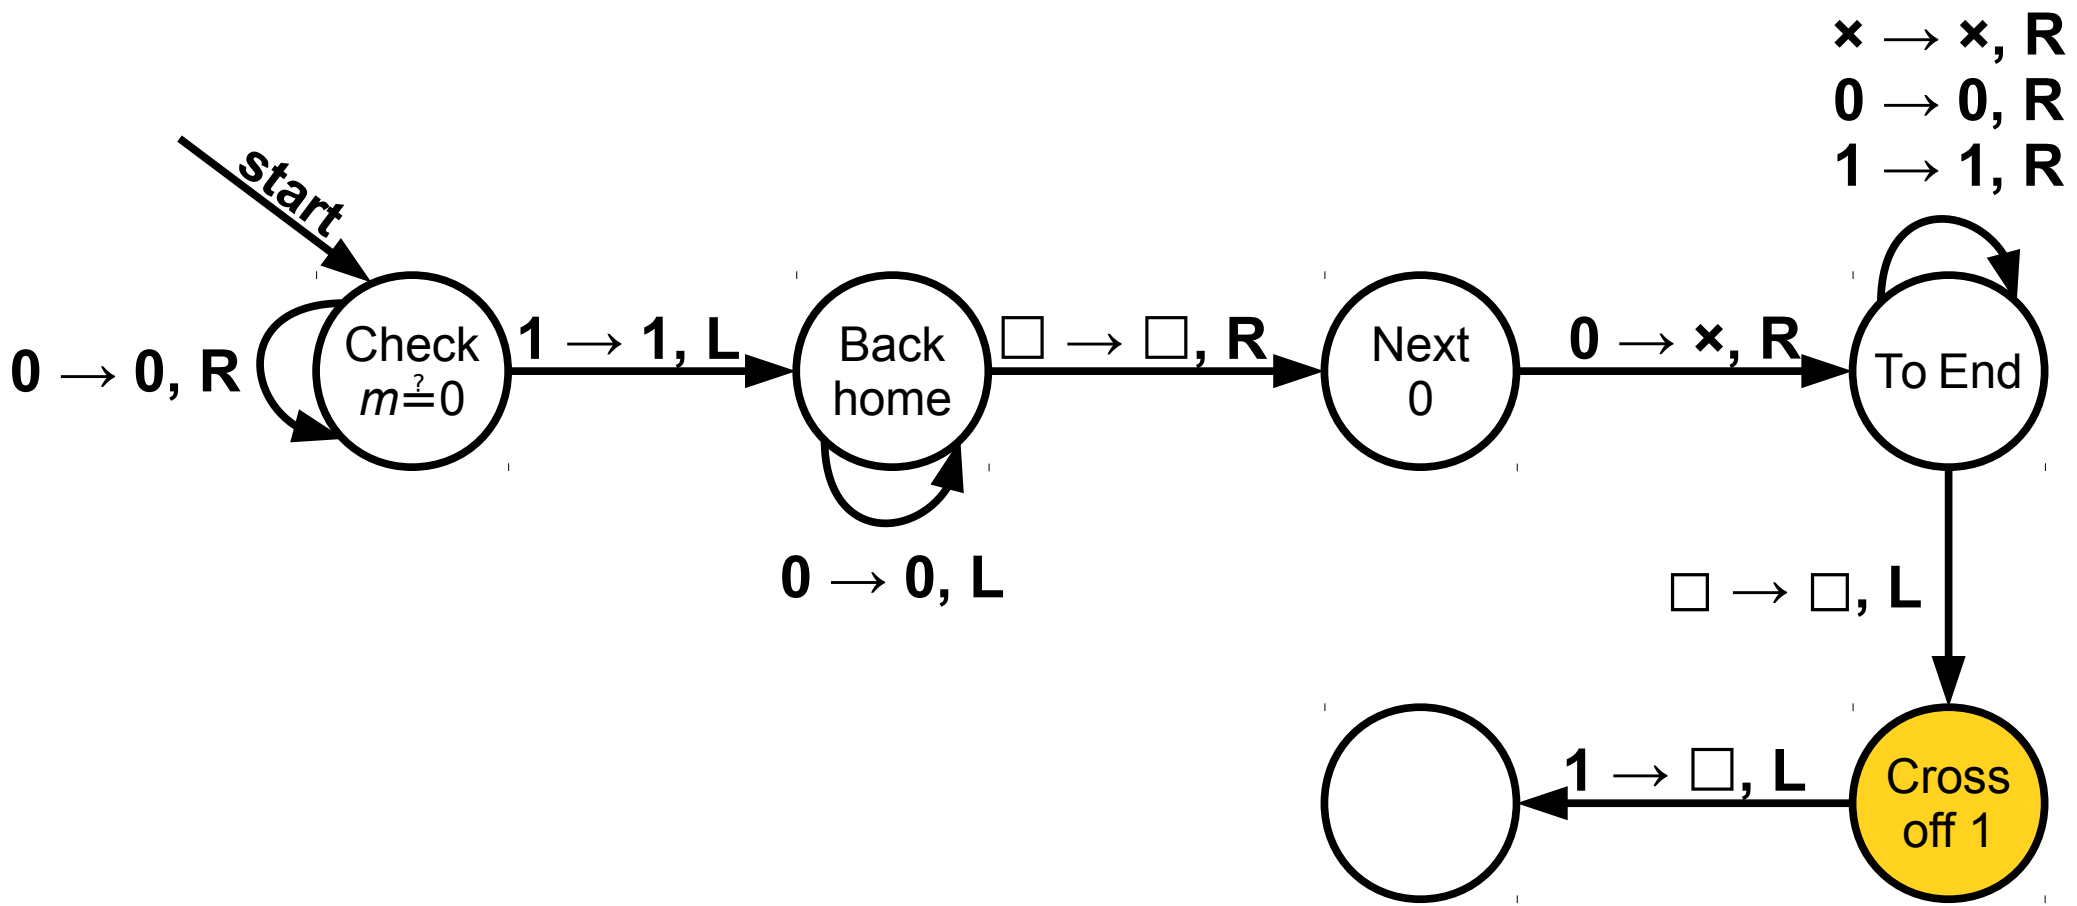 × → ×, R
0 → 0, R
1 → 1, R
start
0 → 0, R
Check
m≟0
1 → 1, L
Back
home
□ → □, R
Next
0
0 → ×, R
To End
0 → 0, L
□ → □, L
1 → □, L
Cross
off 1